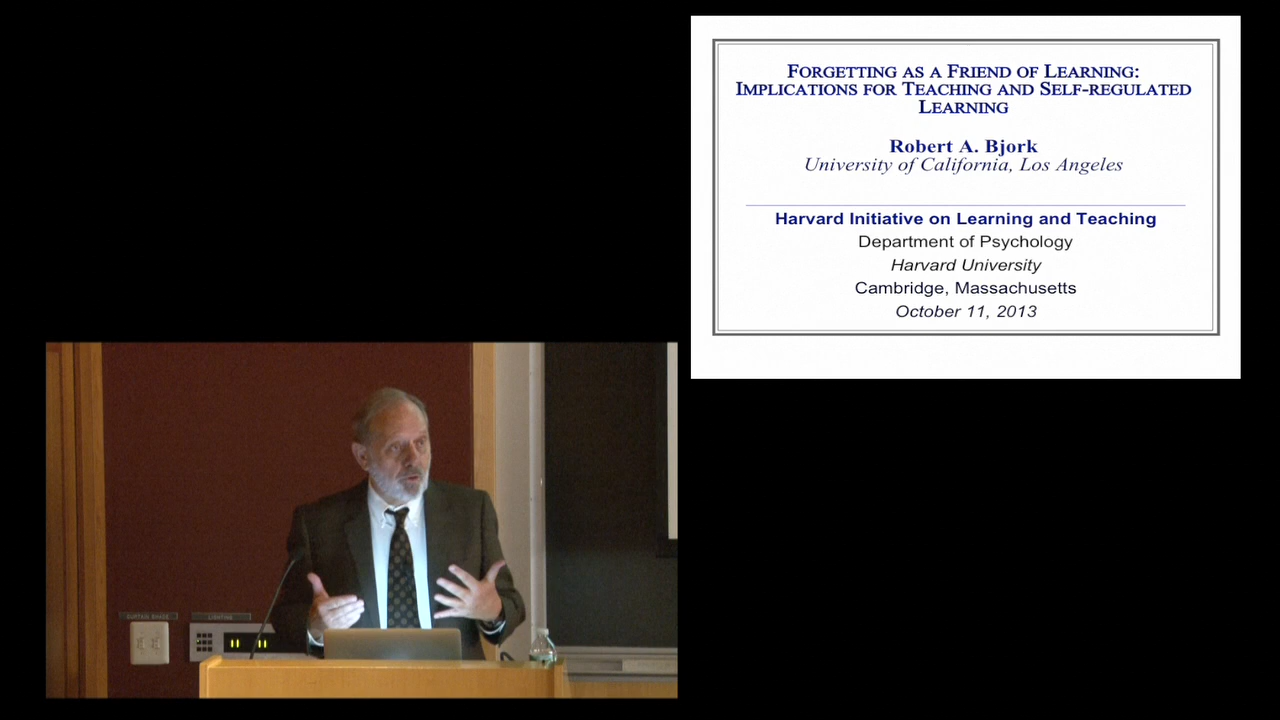 FORGETTING AS A FRIEND OF LEARNING:
IMPLICATIONS FOR TEACHING AND SELF-REGULATED
LEARNING
Robert A. Bjork
University of California, Los Angeles
Harvard Initiative on Learning and Teaching
Department of Psychology
Harvard University
Cambridge, Massachusetts
October 11, 2013
LIGHTING